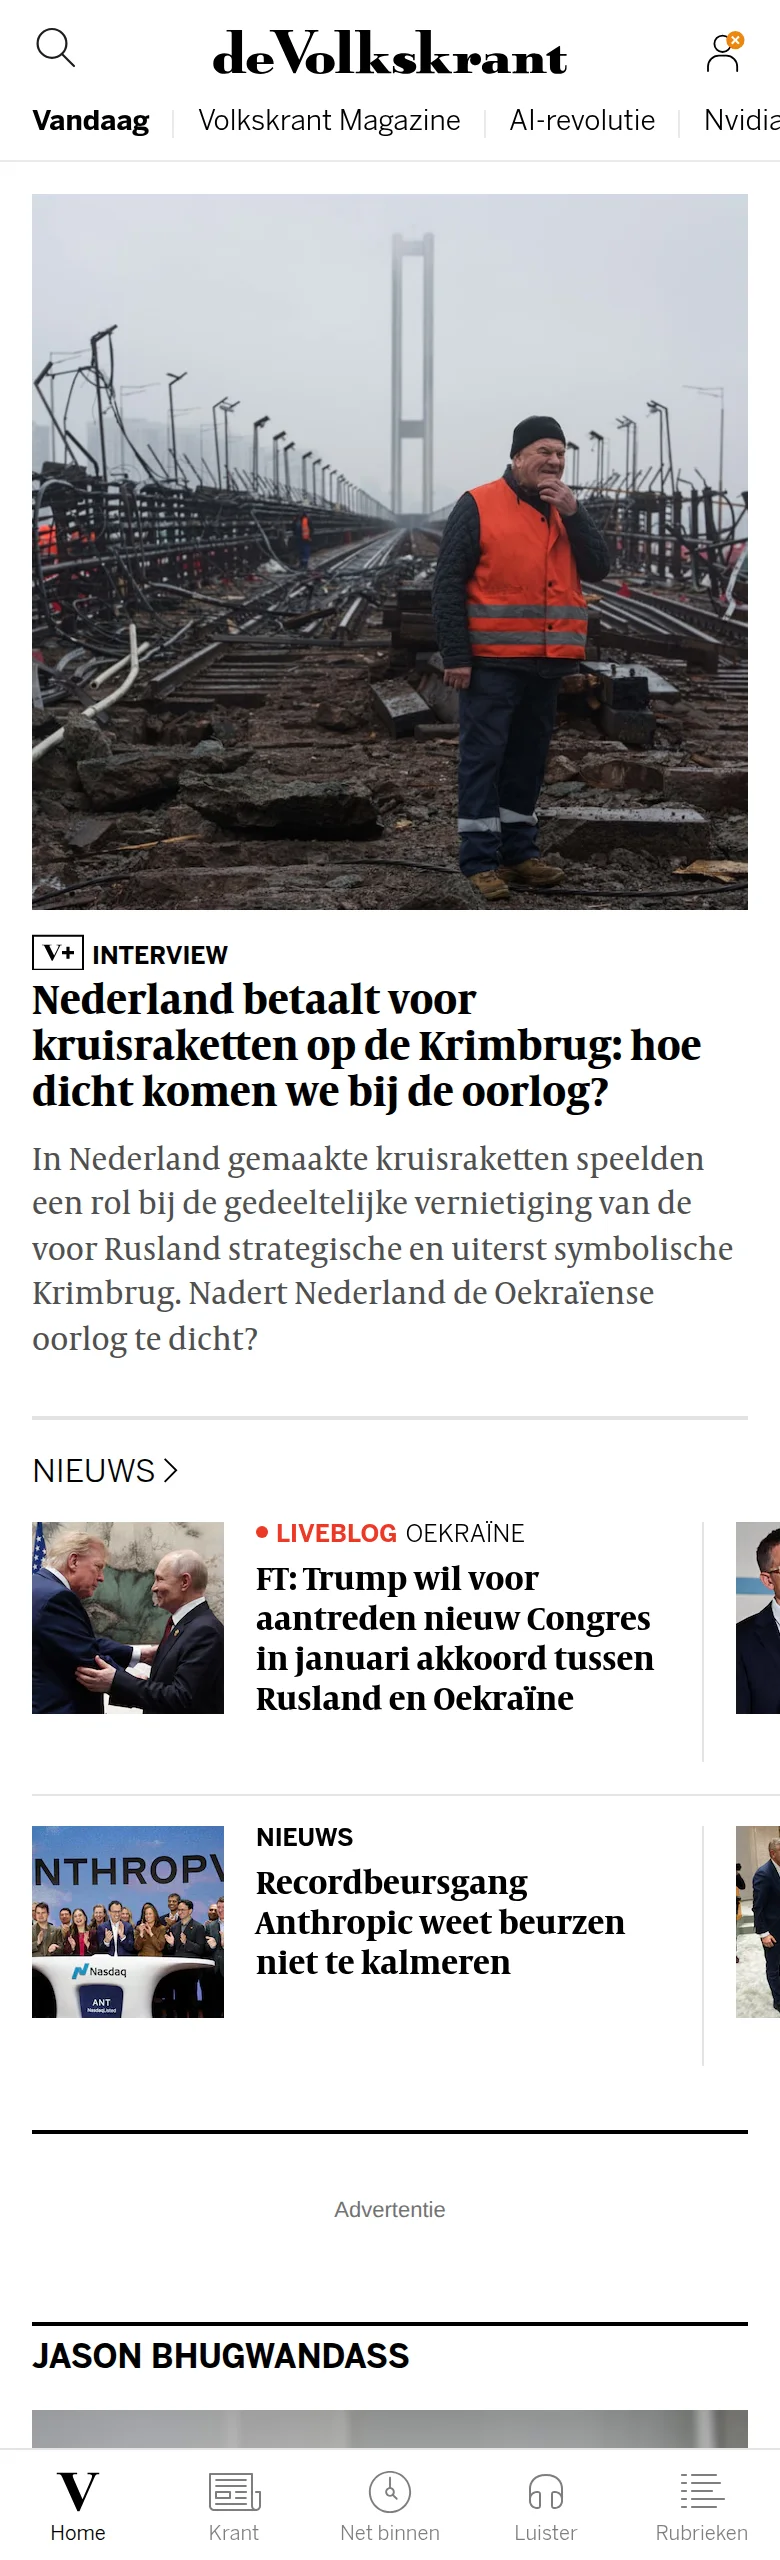 deVolkskrant
Vandaag
Volkskrant Magazine
AI-revolutie
Nvidia
V+ INTERVIEW
Nederland betaalt voor
kruisraketten op de Krimbrug: hoe
dicht komen we bij de oorlog?
In Nederland gemaakte kruisraketten speelden
een rol bij de gedeeltelijke vernietiging van de
voor Rusland strategische en uiterst symbolische
Krimbrug. Nadert Nederland de Oekraïense
oorlog te dicht?
NIEUWS
LIVEBLOG OEKRAÏNE
FT: Trump wil voor
aantreden nieuw Congres
in januari akkoord tussen
Rusland en Oekraïne
NTHROP
Nasdaq
ANT
NasdaqListed
NIEUWS
Recordbeursgang
Anthropic weet beurzen
niet te kalmeren
Advertentie
JASON BHUGWANDASS
V
Home
Krant
Net binnen
Luister
Rubrieken